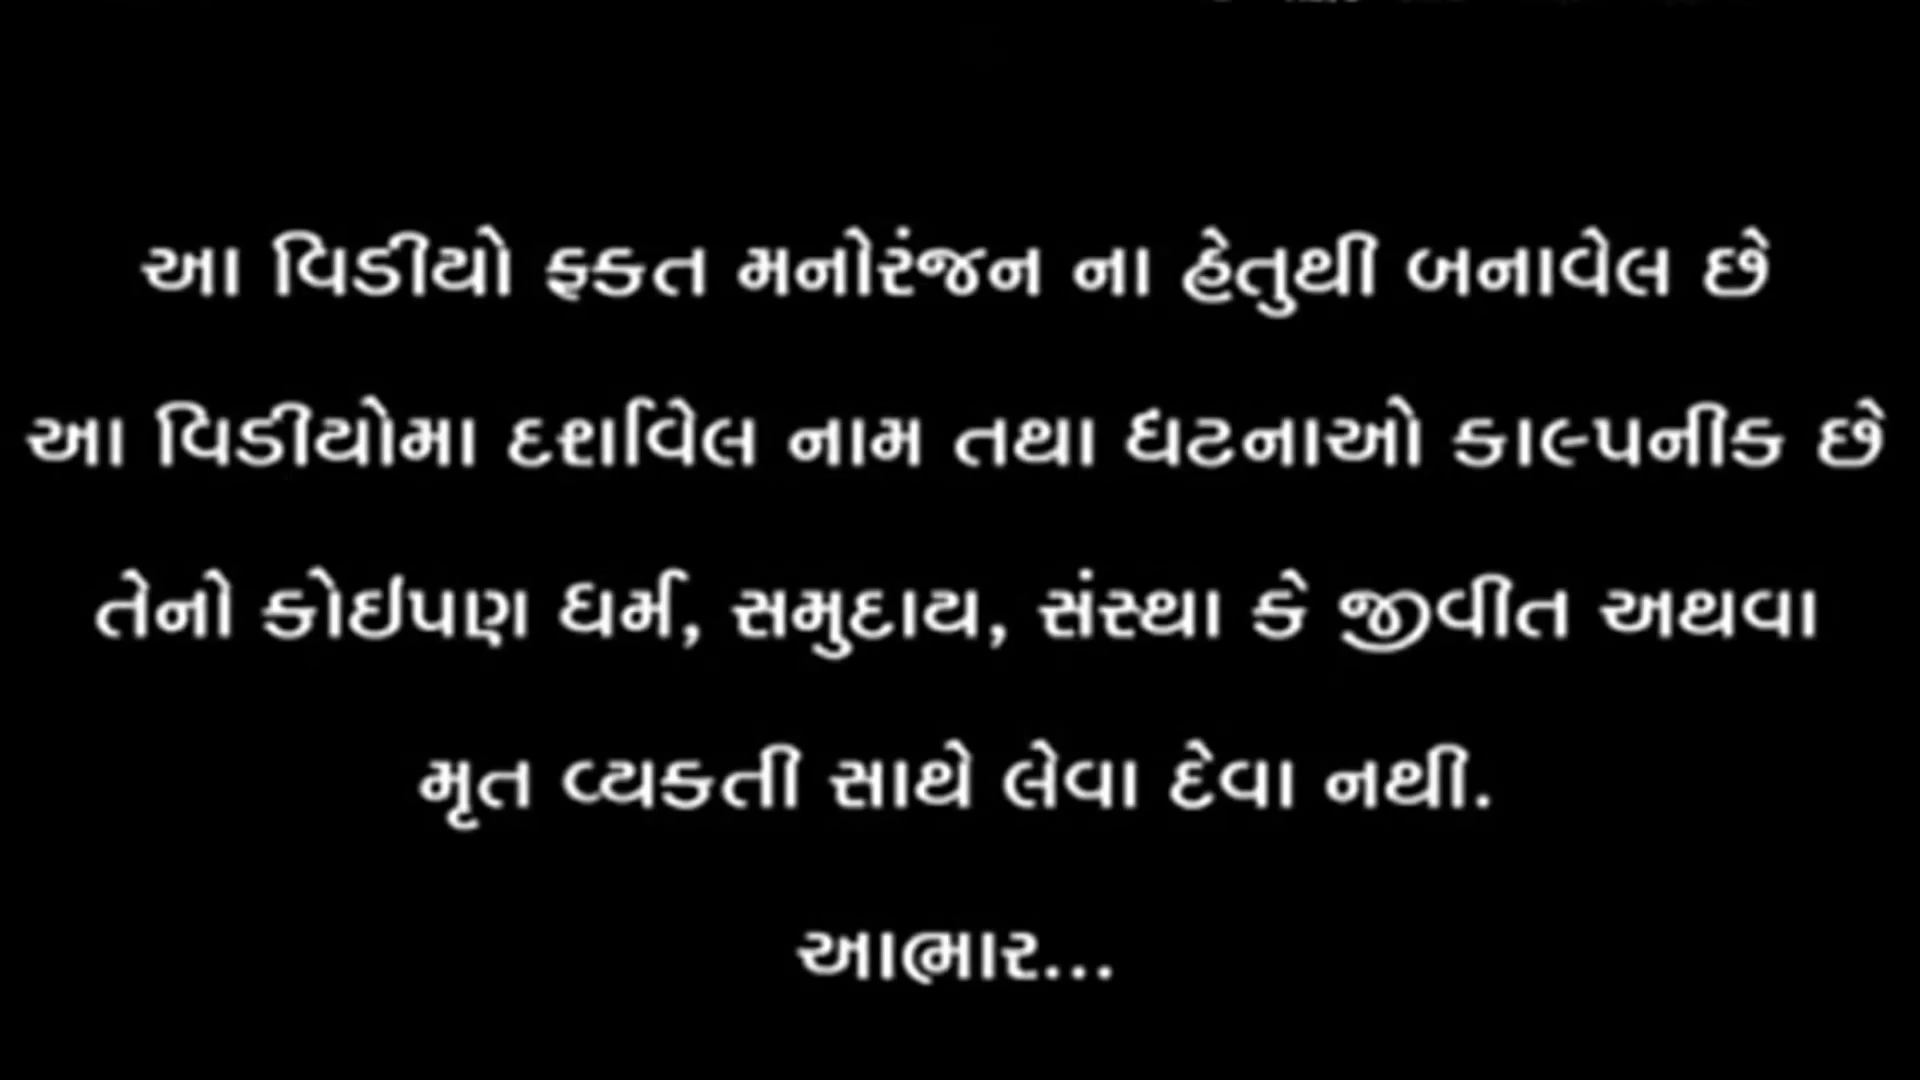 આ વિડીયો ફકત મનોરંજન ના હેતુથી બનાવેલ છે
આ વિડીયોમા દર્શાવેલ નામ તથા ઘટનાઓ કાલ્પનીક છે
તેનો કોઇપણ ધર્મ, સમુદાય, સંસ્થા કે જીવીત અથવા
મૃત વ્યકતી સાથે લેવા દેવા નથી.
આભાર...